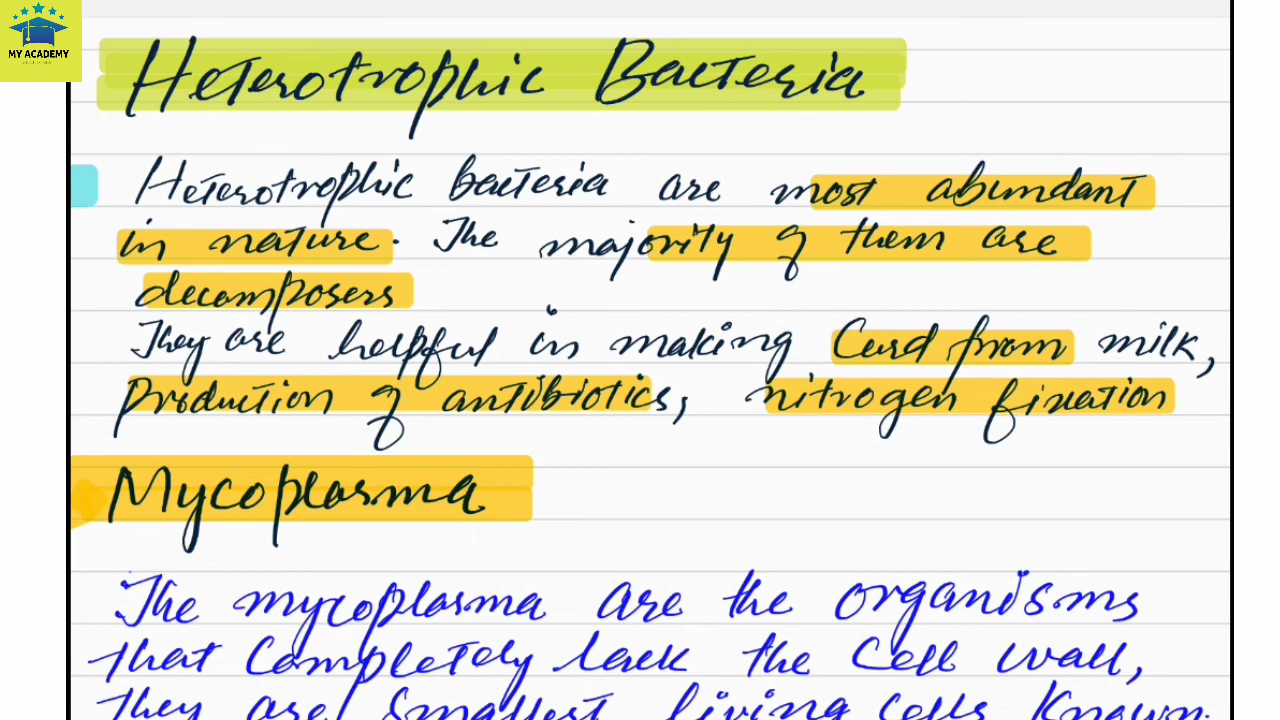 MY ACADEMY
Heterotrophic Bacteria
Heterotrophic bacteria are most abundant
in nature. The majority of them are
decomposers
They are helpful in making Curd from milk,
Production of antibiotics, nitrogen fixation
Mycoplasma
The mycoplasma are the organisms
that completely lack the Cell wall,
They are smallest living cells known.